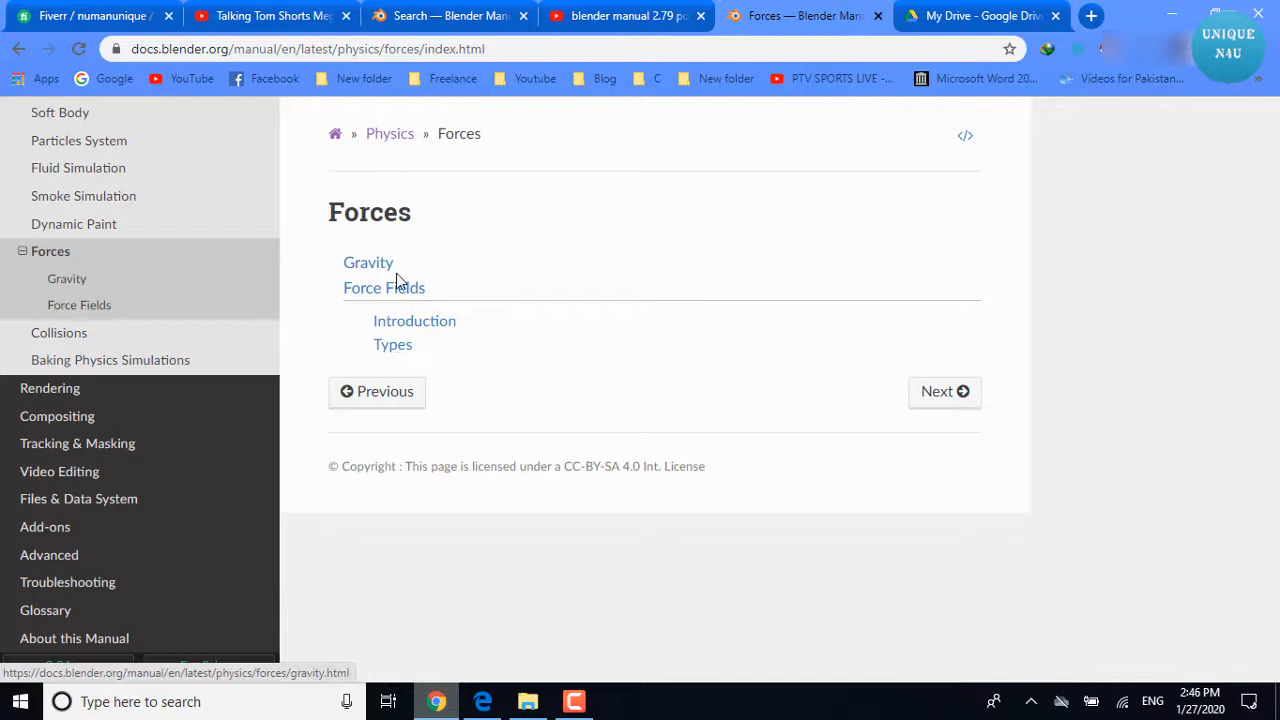 Fiverr / numanunique /
Talking Tom Shorts Me
Search — Blender Man
blender manual 2.79 pd
Forces — Blender Man
My Drive - Google Driv
docs.blender.org/manual/en/latest/physics/forces/index.html
UNIQUE
N4U
Apps
Google
YouTube
Facebook
New folder
Freelance
Youtube
Blog
C
New folder
PTV SPORTS LIVE -...
Microsoft Word 20...
Videos for Pakistan...
Soft Body
Particles System
Fluid Simulation
Smoke Simulation
Dynamic Paint
Forces
Gravity
Force Fields
Collisions
Baking Physics Simulations
Rendering
Compositing
Tracking & Masking
Video Editing
Files & Data System
Add-ons
Advanced
Troubleshooting
Glossary
About this Manual
» Physics » Forces
Forces
Gravity
Force Fields
Introduction
Types
Previous
Next
© Copyright : This page is licensed under a CC-BY-SA 4.0 Int. License
https://docs.blender.org/manual/en/latest/physics/forces/gravity.html
Type here to search
ENG
2:46 PM
1/27/2020